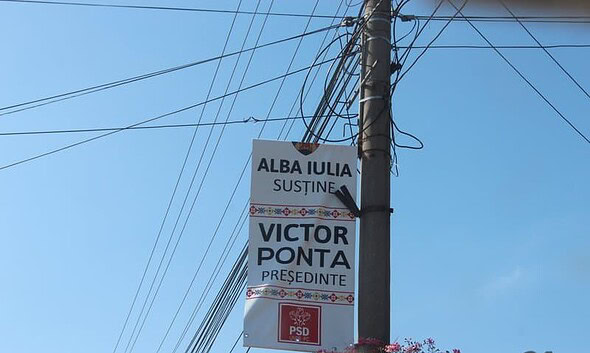 ALBA IULIA
SUSȚINE
VICTOR
PONTA
PREȘEDINTE
PSD